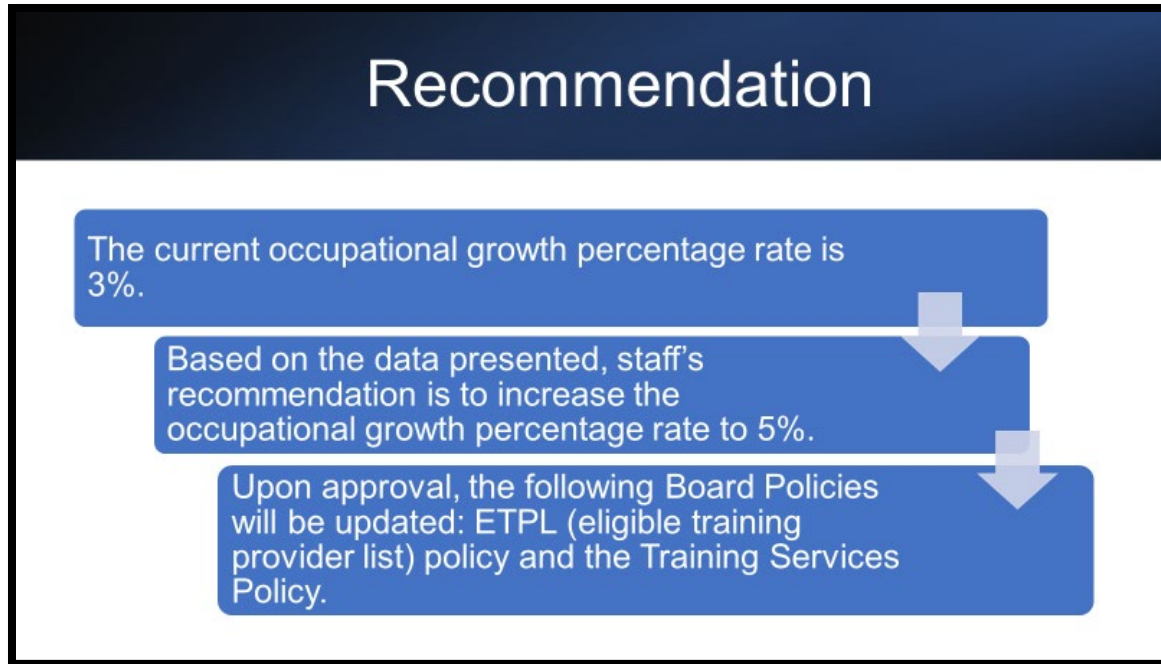 Recommendation
The current occupational growth percentage rate is
3%.
Based on the data presented, staff’s
recommendation is to increase the
occupational growth percentage rate to 5%.
Upon approval, the following Board Policies
will be updated: ETPL (eligible training
provider list) policy and the Training Services
Policy.